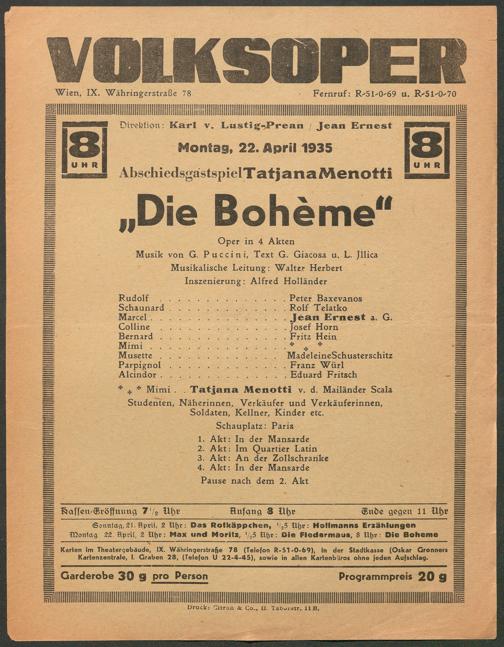 VOLKSOPER
Wien, IX. Währingerstraße 78 Fernruf: R-51-0-69 u. R-51-0-70
8 UHR
Direktion: Karl v. Lustig-Prean / Jean Ernest
8 UHR
Montag, 22. April 1935
Abschiedsgastspiel Tatjana Menotti
„Die Bohème“
Oper in 4 Akten
Musik von G. Puccini, Text G. Giacosa u. L. Jllica
Musikalische Leitung: Walter Herbert
Inszenierung: Alfred Holländer
Rudolf . . . . . . . . . . . . Peter Baxevanos
Schaunard . . . . . . . . . . . . Rolf Telatko
Marcel . . . . . . . . . . . . Jean Ernest a. G.
Colline . . . . . . . . . . . . Josef Horn
Bernard . . . . . . . . . . . . Fritz Hein
Mimi . . . . . . . . . . . . * * *
Musette . . . . . . . . . . . . Madeleine Schusterschitz
Parpignol . . . . . . . . . . . . Franz Würl
Alcindor . . . . . . . . . . . . Eduard Fritsch
* * * Mimi . . Tatjana Menotti v. d. Mailänder Scala
Studenten, Näherinnen, Verkäufer und Verkäuferinnen,
Soldaten, Kellner, Kinder etc.
Schauplatz: Paris
1. Akt: In der Mansarde
2. Akt: Im Quartier Latin
3. Akt: An der Zollschranke
4. Akt: In der Mansarde
Pause nach dem 2. Akt
Kassen-Eröffnung 7 1/2 Uhr Anfang 8 Uhr Ende gegen 11 Uhr
Sonntag, 21. April, 2 Uhr: Das Rotkäppchen, 1/25 Uhr: Hoffmanns Erzählungen
Montag 22. April, 2 Uhr: Max und Moritz, 1/25 Uhr: Die Fledermaus, 8 Uhr: Die Boheme
Karten im Theatergebäude, IX. Währingerstraße 78 (Telefon R-51-0-69), in der Stadtkasse (Oskar Gronners
Kartenzentrale, I. Graben 28, (Telefon U 22-4-45), sowie in allen Kartenbüros ohne jeden Aufschlag.
Garderobe 30 g pro Person Programmpreis 20 g
Druck: Citron & Co., II. Taborstr. 11B.